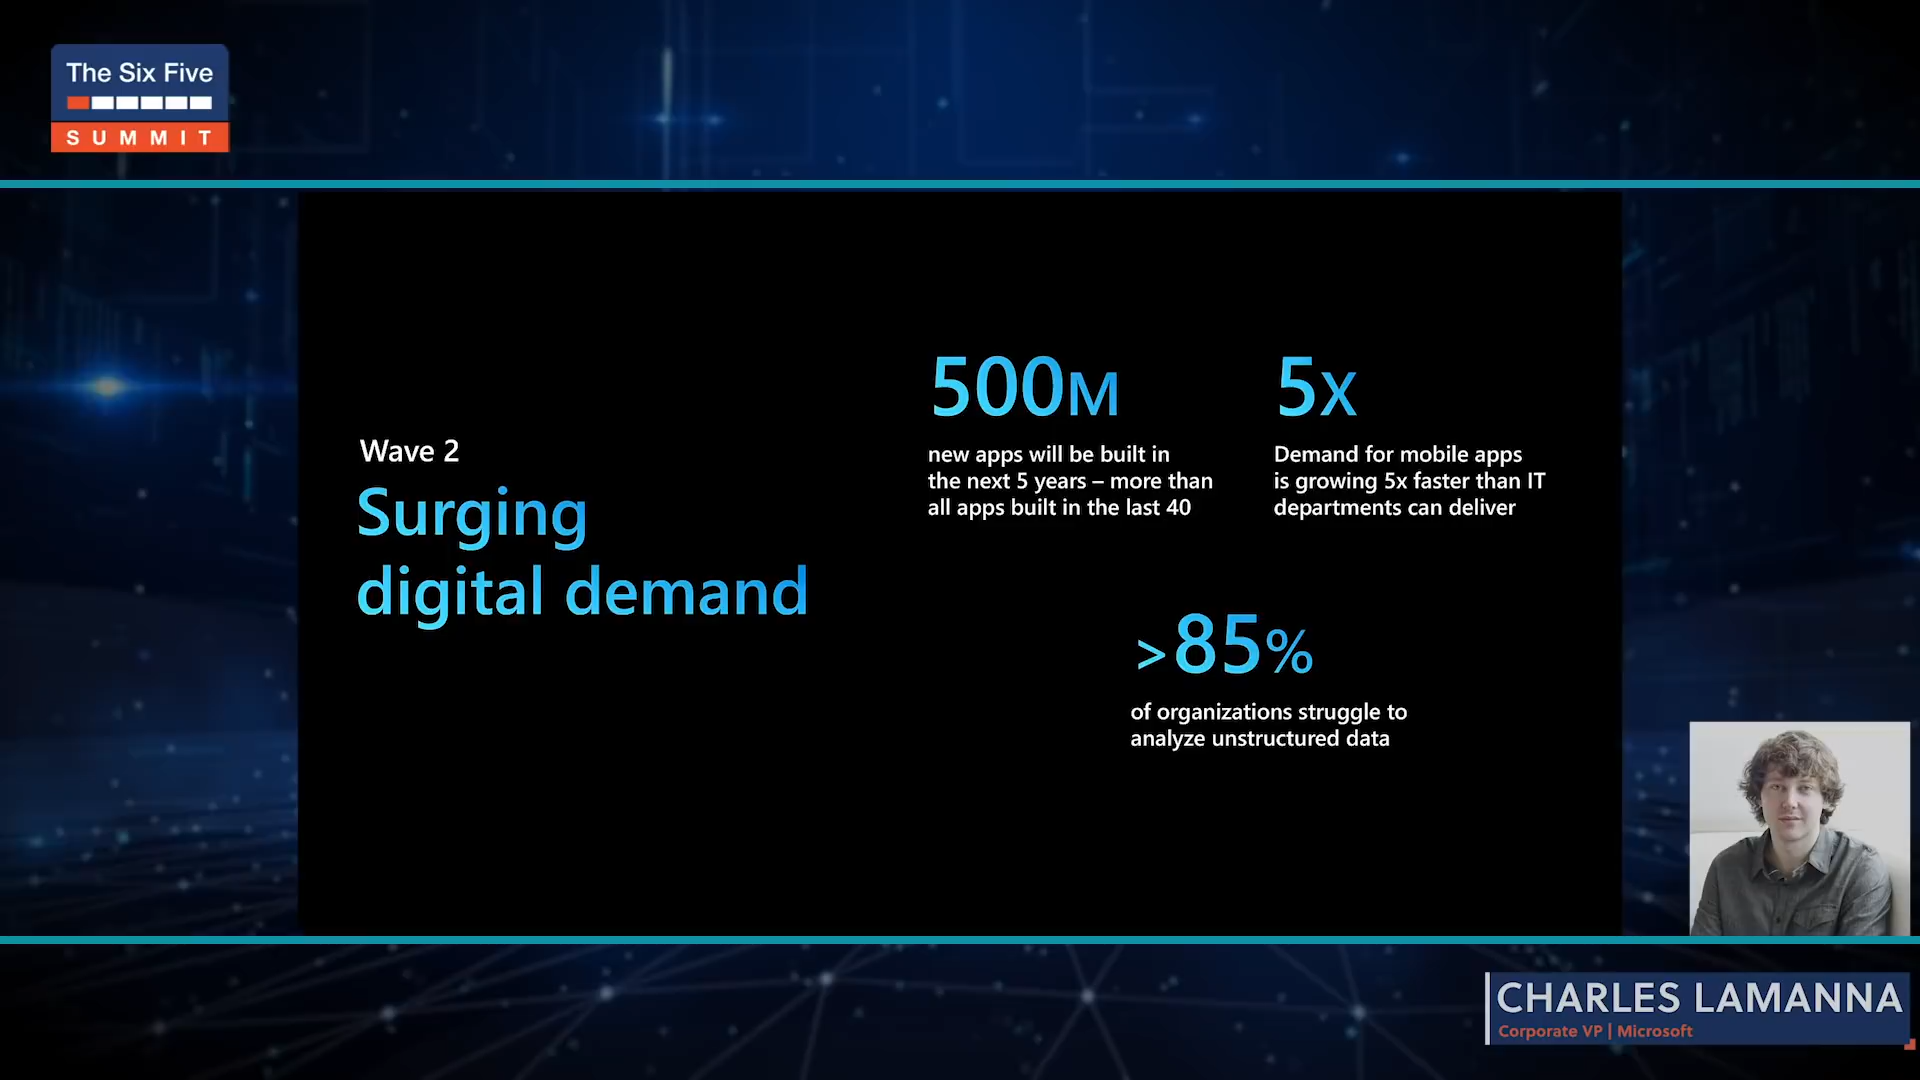 The Six Five
SUMMIT
Wave 2
Surging
digital demand
500M
new apps will be built in
the next 5 years – more than
all apps built in the last 40
5X
Demand for mobile apps
is growing 5x faster than IT
departments can deliver
>85%
of organizations struggle to
analyze unstructured data
CHARLES LAMANNA
Corporate VP | Microsoft